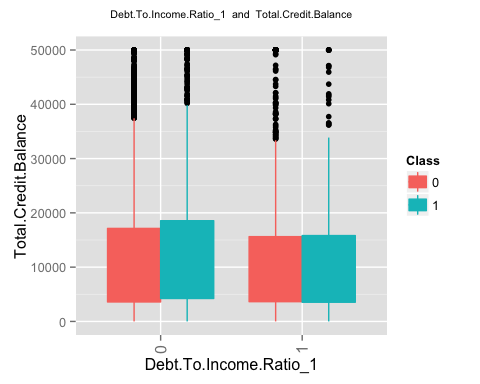 Debt.To.Income.Ratio_1 and Total.Credit.Balance
50000
40000
30000
20000
10000
0
Total.Credit.Balance
0
1
Debt.To.Income.Ratio_1
Class
0
1